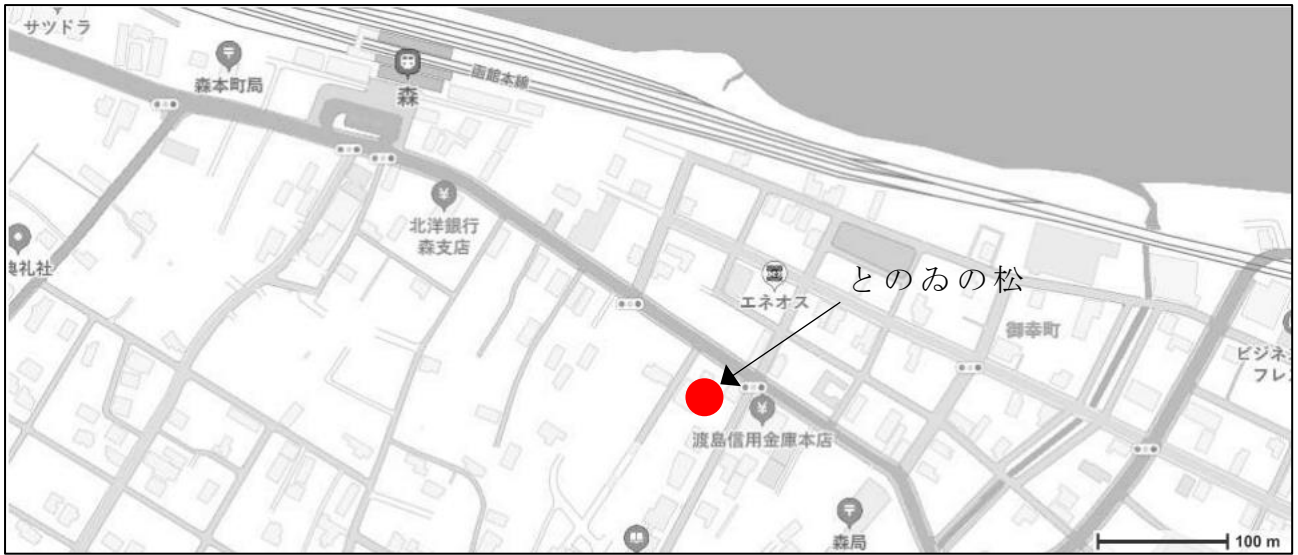 サツドラ
森本町局
森
函館本線
北洋銀行
森支店
典礼社
エネオス
とのゐの松
御幸町
ビジネ
フレ
渡島信用金庫本店
森局
100 m